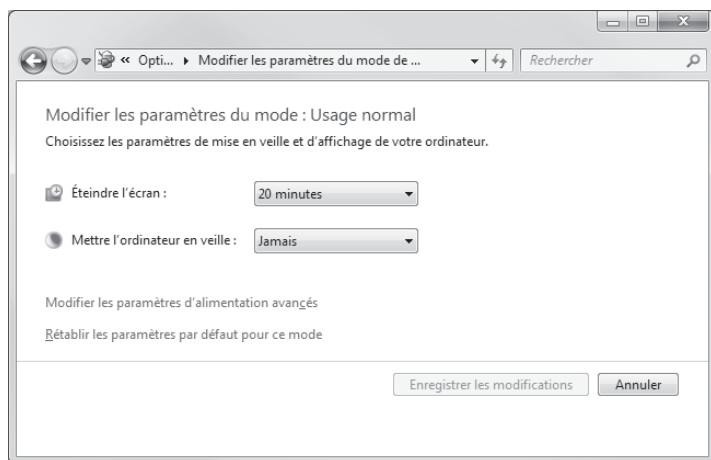 « Opti... ▸ Modifier les paramètres du mode de ... Rechercher
Modifier les paramètres du mode : Usage normal
Choisissez les paramètres de mise en veille et d'affichage de votre ordinateur.
Éteindre l'écran : 20 minutes
Mettre l'ordinateur en veille : Jamais
Modifier les paramètres d'alimentation avancés
Rétablir les paramètres par défaut pour ce mode
Enregistrer les modifications Annuler